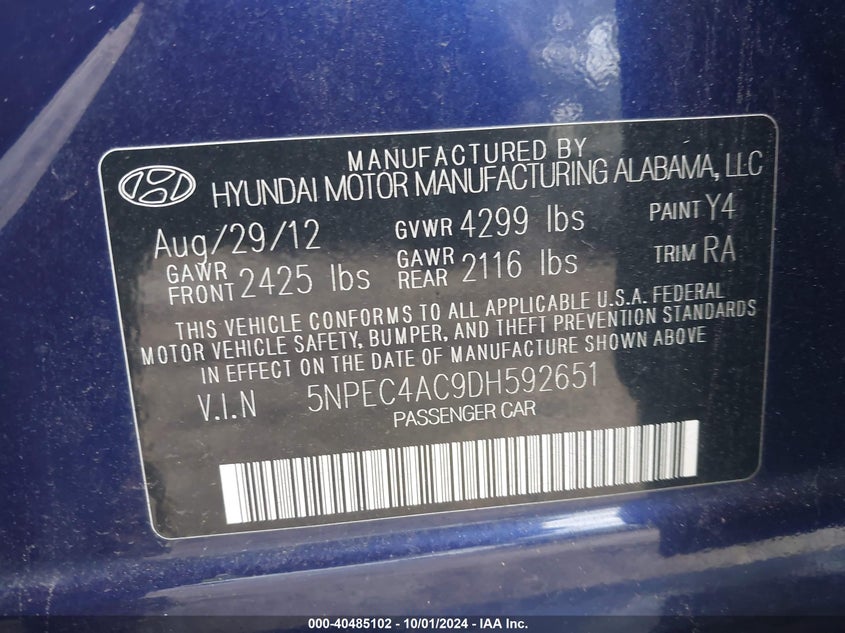 MANUFACTURED BY
HYUNDAI MOTOR MANUFACTURING ALABAMA, LLC
Aug/29/12 GVWR 4299 lbs PAINT Y4
GAWR FRONT 2425 lbs GAWR REAR 2116 lbs TRIM RA
THIS VEHICLE CONFORMS TO ALL APPLICABLE U.S.A. FEDERAL
MOTOR VEHICLE SAFETY, BUMPER, AND THEFT PREVENTION STANDARDS
IN EFFECT ON THE DATE OF MANUFACTURE SHOWN ABOVE
V.I.N 5NPEC4AC9DH592651
PASSENGER CAR
000-40485102 - 10/01/2024 - IAA Inc.